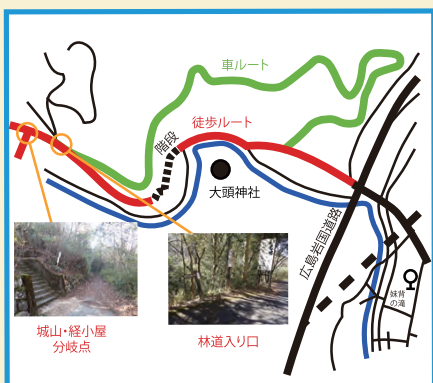 車ルート
徒歩ルート
階段
大頭神社
広島岩国道路
妹背
の滝
城山・経小屋
分岐点
林道入り口